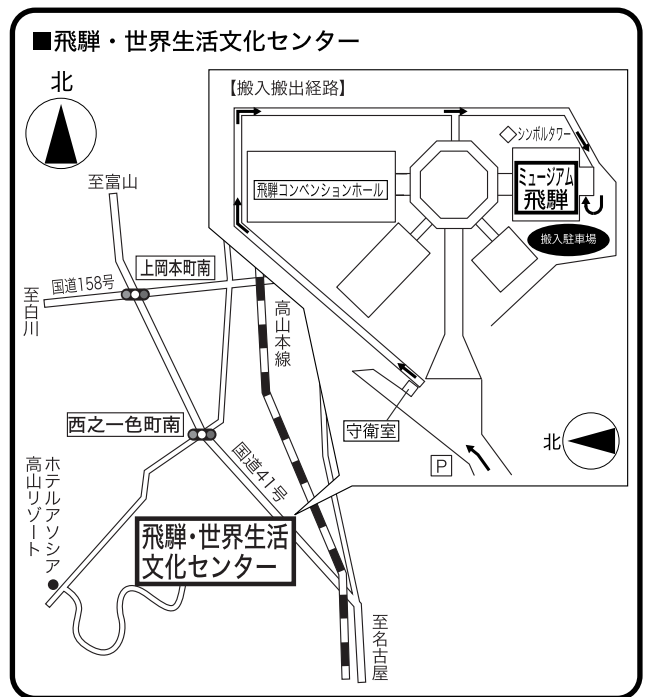 ■飛騨・世界生活文化センター
北
【搬入搬出経路】
シンボルタワー
ミュージアム
飛騨
飛騨コンベンションホール
搬入駐車場
至富山
上岡本町南
国道158号
至白川
高山本線
守衛室
西之一色町南
北
P
国道41号
ホテルアソシア
高山リゾート
飛騨・世界生活
文化センター
至名古屋